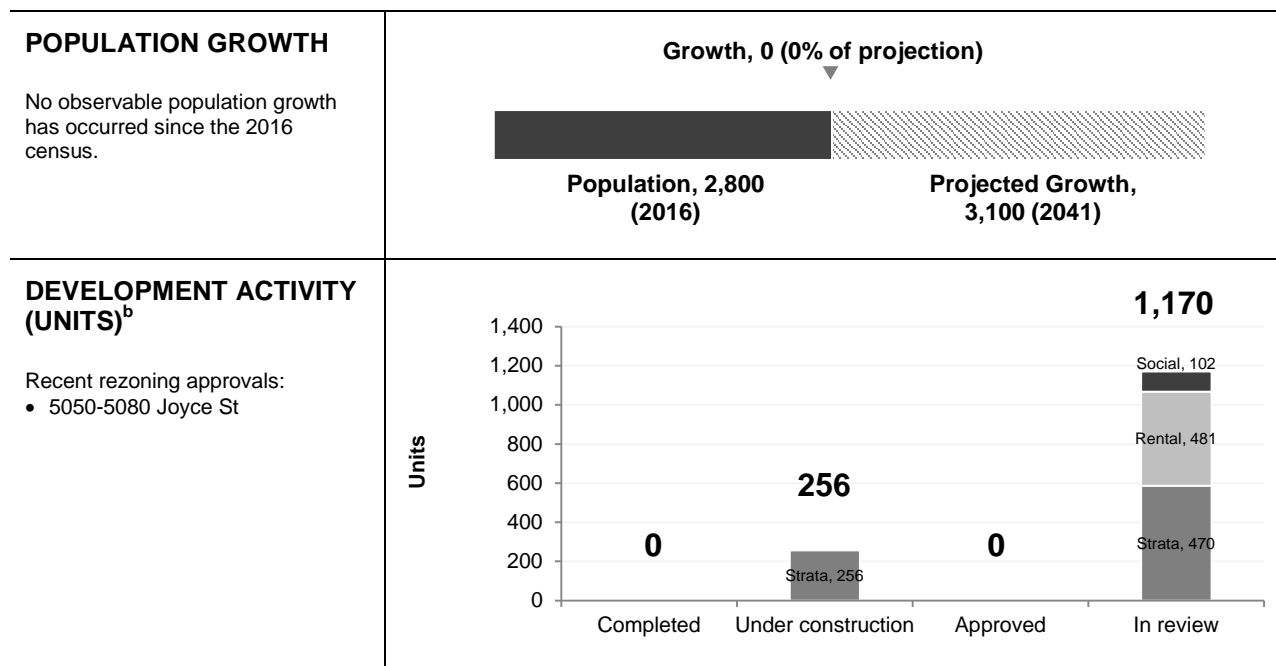 POPULATION GROWTH
No observable population growth
has occurred since the 2016
census.
Growth, 0 (0% of projection)
Population, 2,800
(2016)
Projected Growth,
3,100 (2041)
DEVELOPMENT ACTIVITY
(UNITS)b
Recent rezoning approvals:
• 5050-5080 Joyce St
Units
1,400
1,200
1,000
800
600
400
200
0
0
256
Strata, 256
0
1,170
Social, 102
Rental, 481
Strata, 470
Completed
Under construction
Approved
In review